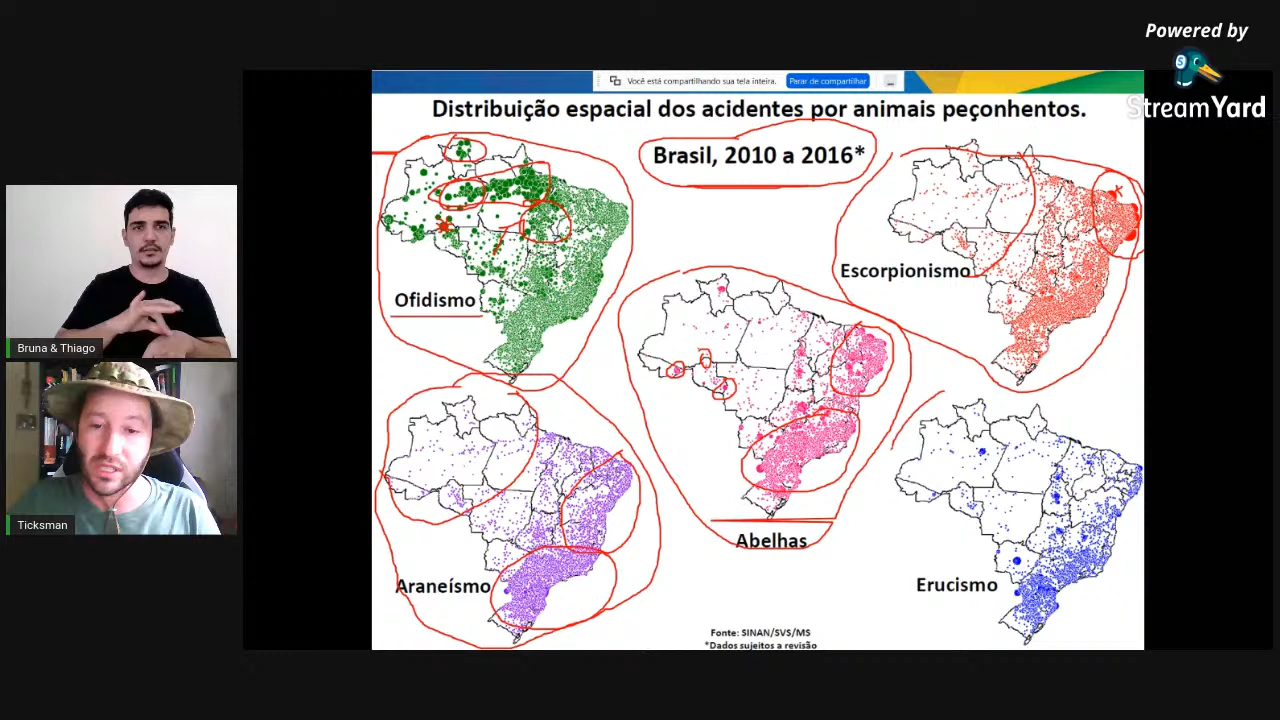 Powered by
StreamYard
Você está compartilhando sua tela inteira.
Parar de compartilhar
Distribuição espacial dos acidentes por animais peçonhentos.
Brasil, 2010 a 2016*
Ofidismo
Escorpionismo
Abelhas
Araneísmo
Erucismo
Fonte: SINAN/SVS/MS
*Dados sujeitos a revisão
Bruna & Thiago
Ticksman